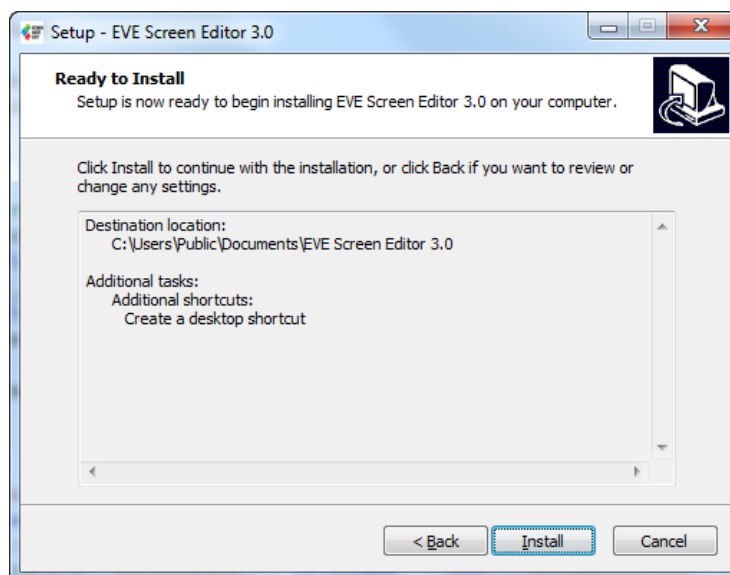 Setup - EVE Screen Editor 3.0
Ready to Install
Setup is now ready to begin installing EVE Screen Editor 3.0 on your computer.
Click Install to continue with the installation, or click Back if you want to review or
change any settings.
Destination location:
C:\Users\Public\Documents\EVE Screen Editor 3.0
Additional tasks:
Additional shortcuts:
Create a desktop shortcut
< Back
Install
Cancel